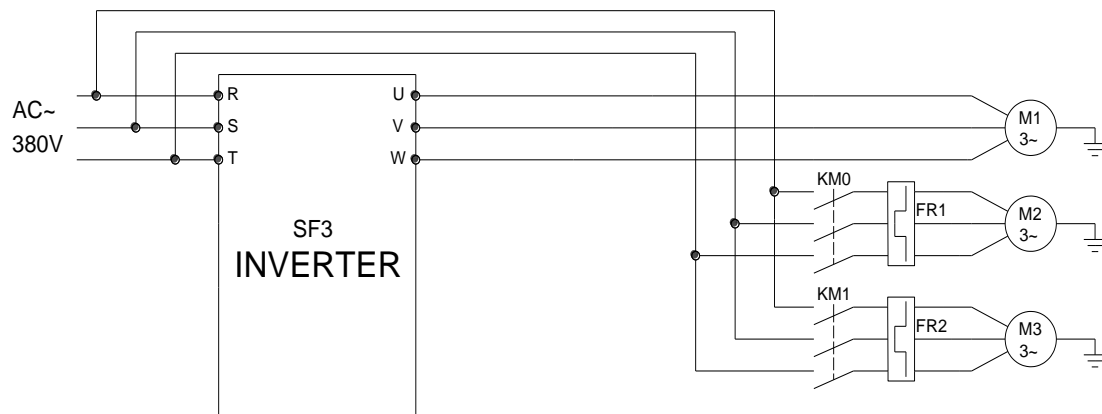 AC~
380V
R
S
T
U
V
W
SF3
INVERTER
M1
3~
KM0
FR1
M2
3~
KM1
FR2
M3
3~